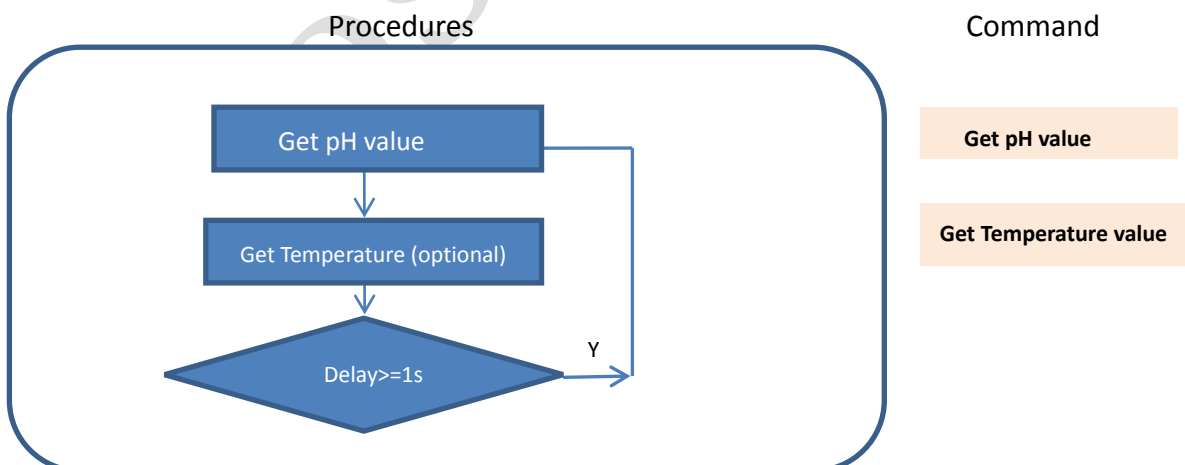 Procedures
Command
Get pH value
Get pH value
Get Temperature (optional)
Get Temperature value
Delay>=1s
Y